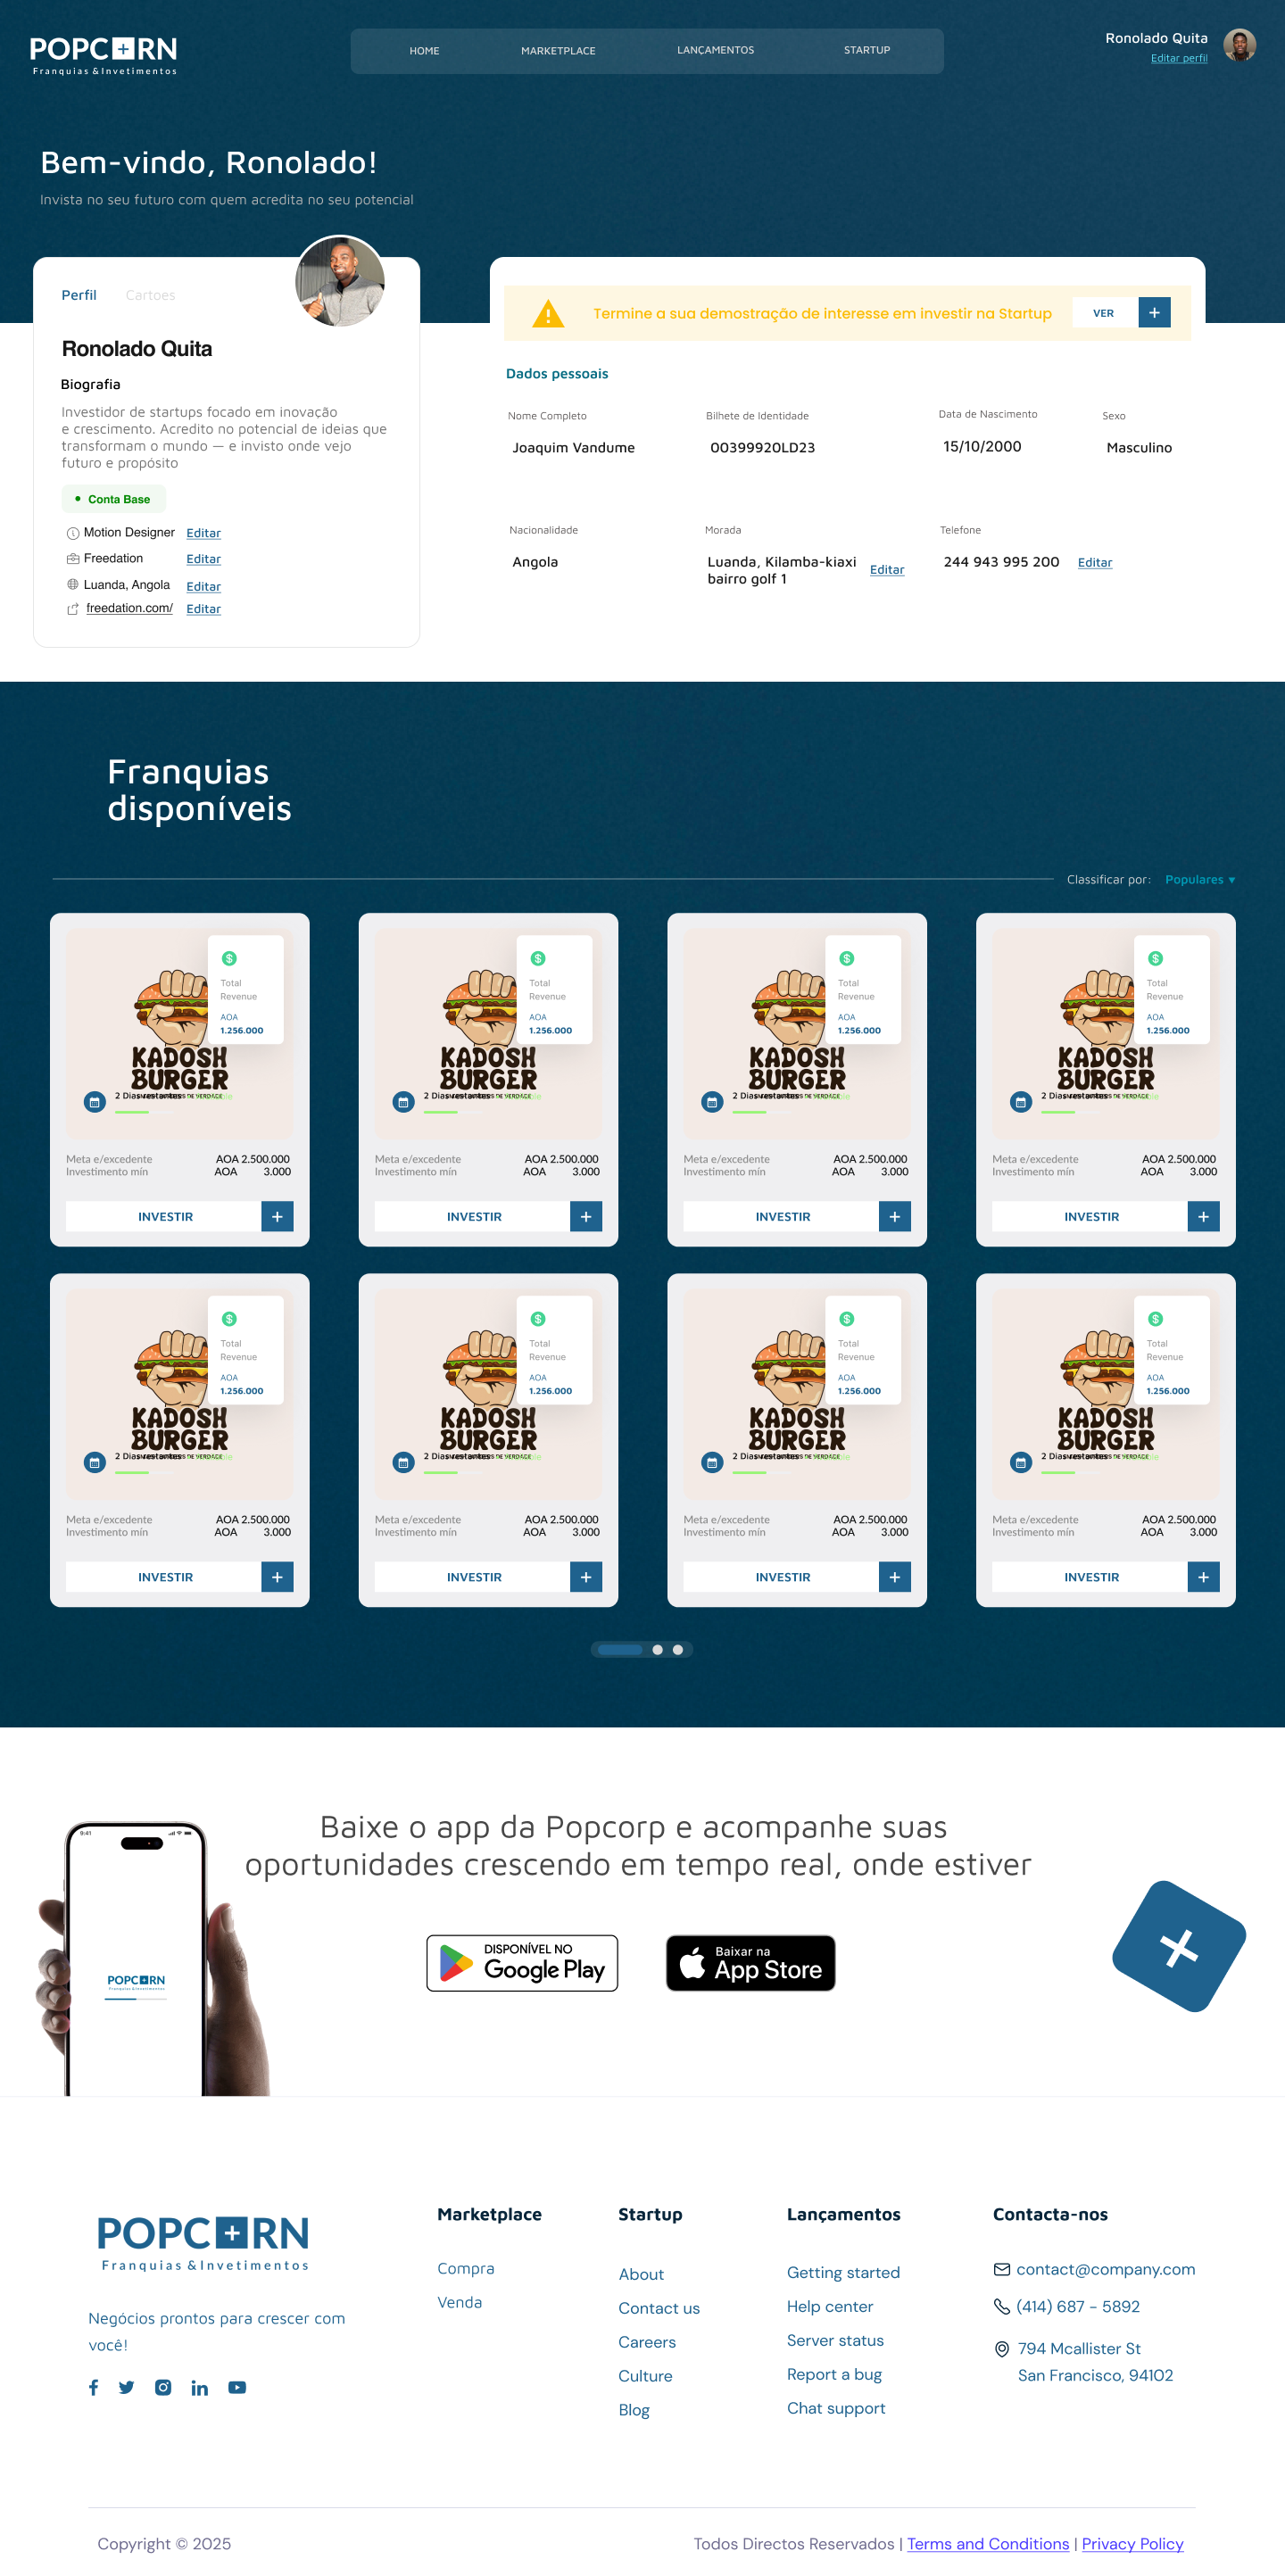 POPCORN
Franquias & Invetimentos
HOME
MARKETPLACE
LANÇAMENTOS
STARTUP
Ronolado Quita
Editar perfil
Bem-vindo, Ronolado!
Invista no seu futuro com quem acredita no seu potencial
Perfil
Cartoes
Ronolado Quita
Biografia
Investidor de startups focado em inovação
e crescimento. Acredito no potencial de ideias que
transformam o mundo — e invisto onde vejo
futuro e propósito
Conta Base
Motion Designer Editar
Freedation Editar
Luanda, Angola Editar
freedation.com/ Editar
Termine a sua demostração de interesse em investir na Startup
VER
Dados pessoais
Nome Completo
Joaquim Vandume
Bilhete de Identidade
00399920LD23
Data de Nascimento
15/10/2000
Sexo
Masculino
Nacionalidade
Angola
Morada
Luanda, Kilamba-kiaxi
bairro golf 1
Editar
Telefone
244 943 995 200 Editar
Franquias
disponíveis
Classificar por: Populares
Total
Revenue
AOA
1.256.000
KADOSH
BURGER
2 Dias restantes
Meta e/excedente AOA 2.500.000
Investimento mín AOA 3.000
INVESTIR
Total
Revenue
AOA
1.256.000
KADOSH
BURGER
2 Dias restantes
Meta e/excedente AOA 2.500.000
Investimento mín AOA 3.000
INVESTIR
Total
Revenue
AOA
1.256.000
KADOSH
BURGER
2 Dias restantes
Meta e/excedente AOA 2.500.000
Investimento mín AOA 3.000
INVESTIR
Total
Revenue
AOA
1.256.000
KADOSH
BURGER
2 Dias restantes
Meta e/excedente AOA 2.500.000
Investimento mín AOA 3.000
INVESTIR
Total
Revenue
AOA
1.256.000
KADOSH
BURGER
2 Dias restantes
Meta e/excedente AOA 2.500.000
Investimento mín AOA 3.000
INVESTIR
Total
Revenue
AOA
1.256.000
KADOSH
BURGER
2 Dias restantes
Meta e/excedente AOA 2.500.000
Investimento mín AOA 3.000
INVESTIR
Total
Revenue
AOA
1.256.000
KADOSH
BURGER
2 Dias restantes
Meta e/excedente AOA 2.500.000
Investimento mín AOA 3.000
INVESTIR
Total
Revenue
AOA
1.256.000
KADOSH
BURGER
2 Dias restantes
Meta e/excedente AOA 2.500.000
Investimento mín AOA 3.000
INVESTIR
Baixe o app da Popcorp e acompanhe suas
oportunidades crescendo em tempo real, onde estiver
9:41
POPCORN
Franquias & Invetimentos
DISPONÍVEL NO
Google Play
Baixar na
App Store
POPCORN
Franquias & Invetimentos
Negócios prontos para crescer com
você!
Marketplace
Compra
Venda
Startup
About
Contact us
Careers
Culture
Blog
Lançamentos
Getting started
Help center
Server status
Report a bug
Chat support
Contacta-nos
contact@company.com
(414) 687 - 5892
794 Mcallister St
San Francisco, 94102
Copyright © 2025
Todos Directos Reservados | Terms and Conditions | Privacy Policy